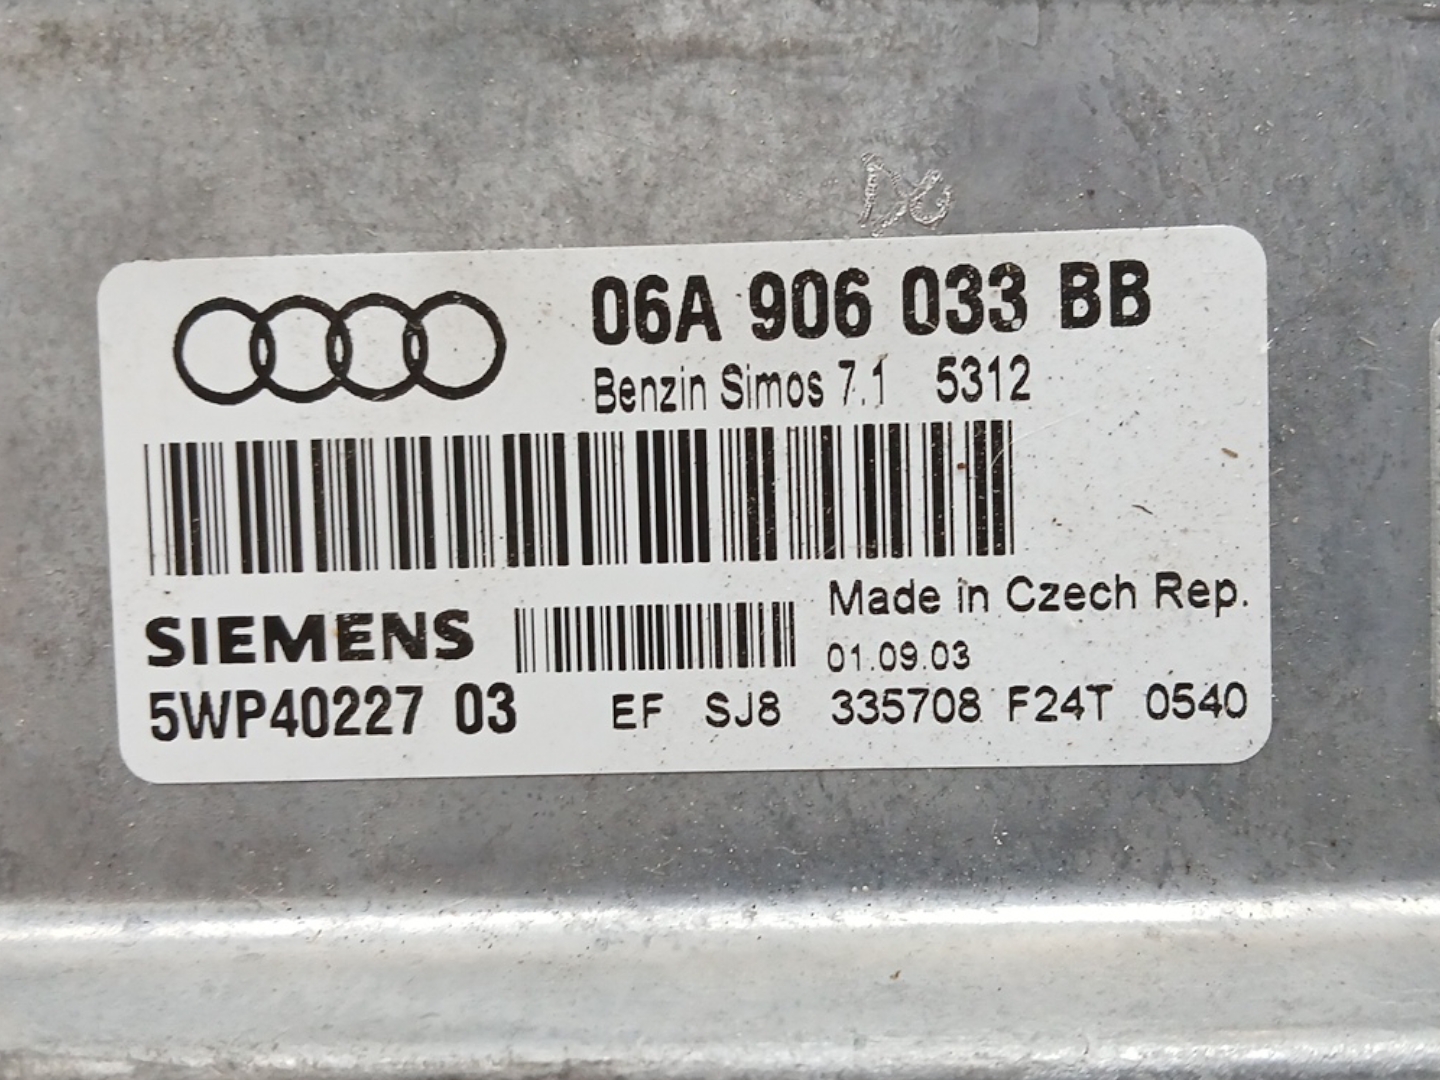 06A 906 033 BB
Benzin Simos 7.1 5312
Made in Czech Rep.
SIEMENS
01.09.03
5WP40227 03 EF SJ8 335708 F24T 0540